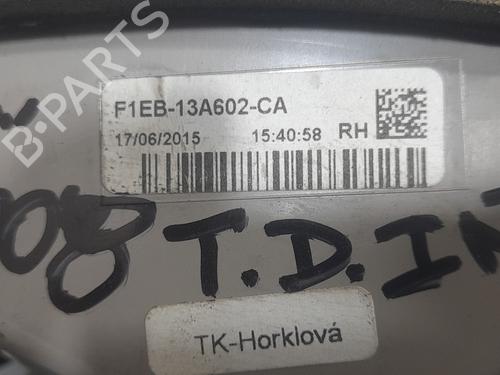 B-PARTS
F1EB-13A602-CA
17/06/2015 15:40:58 RH
08 T.D.I
TK-Horklová